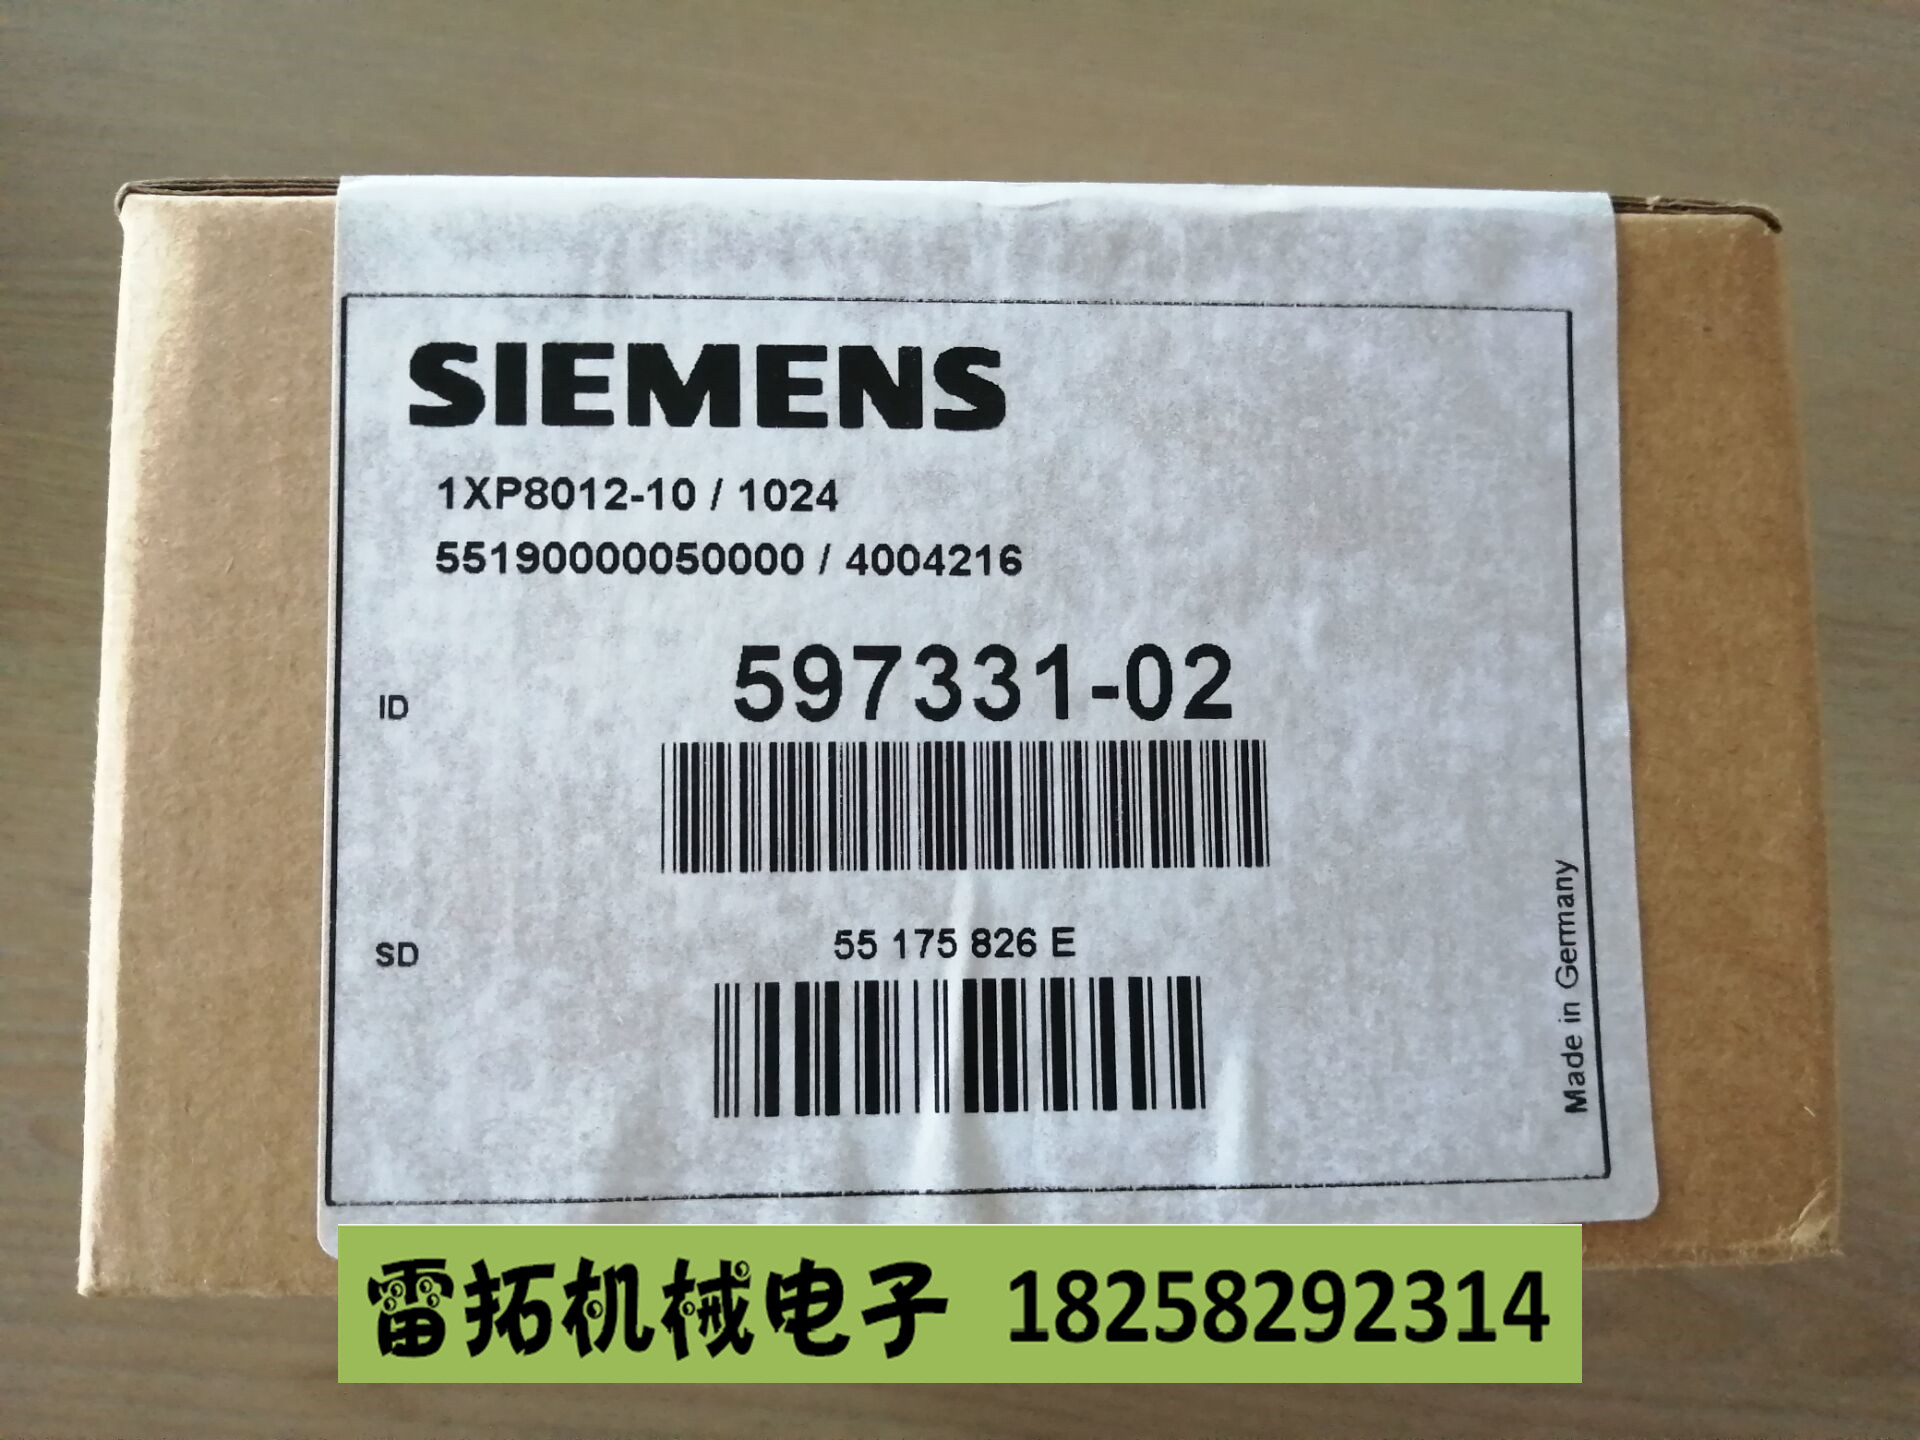 SIEMENS
1XP8012-10 / 1024
55190000050000 / 4004216
ID 597331-02
SD 55 175 826 E
Made in Germany
雷拓机械电子 18258292314